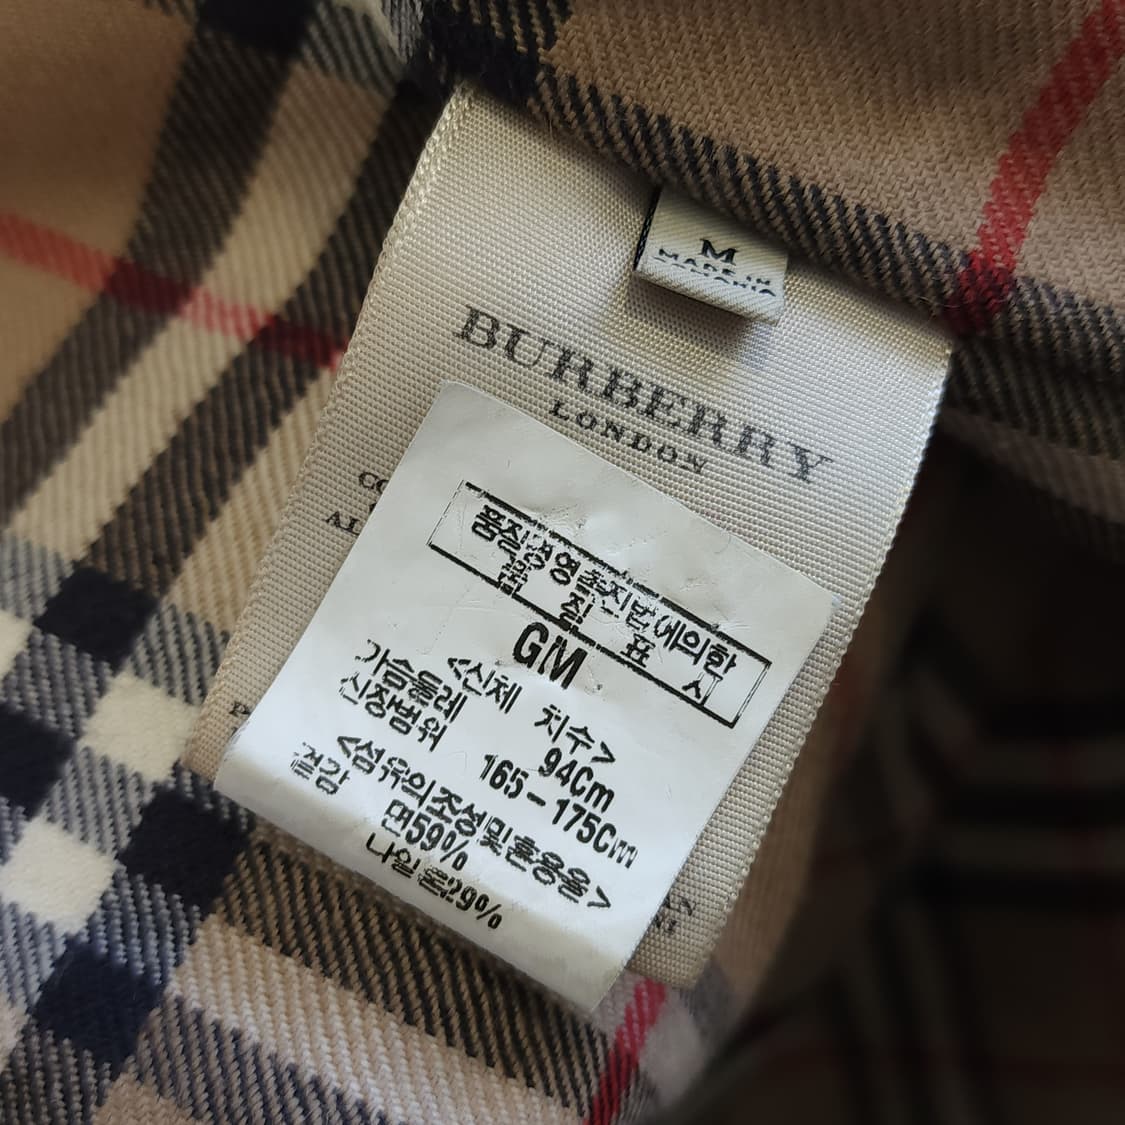 M
MADE IN
BURBERRY
LONDON
품질경영촉진법에의한
품 질 표 시
GM
<신체 치수>
가슴둘레 94Cm
신장범위 165-175Cm
<섬유의조성및혼용율>
겉감 면59%
나일론29%